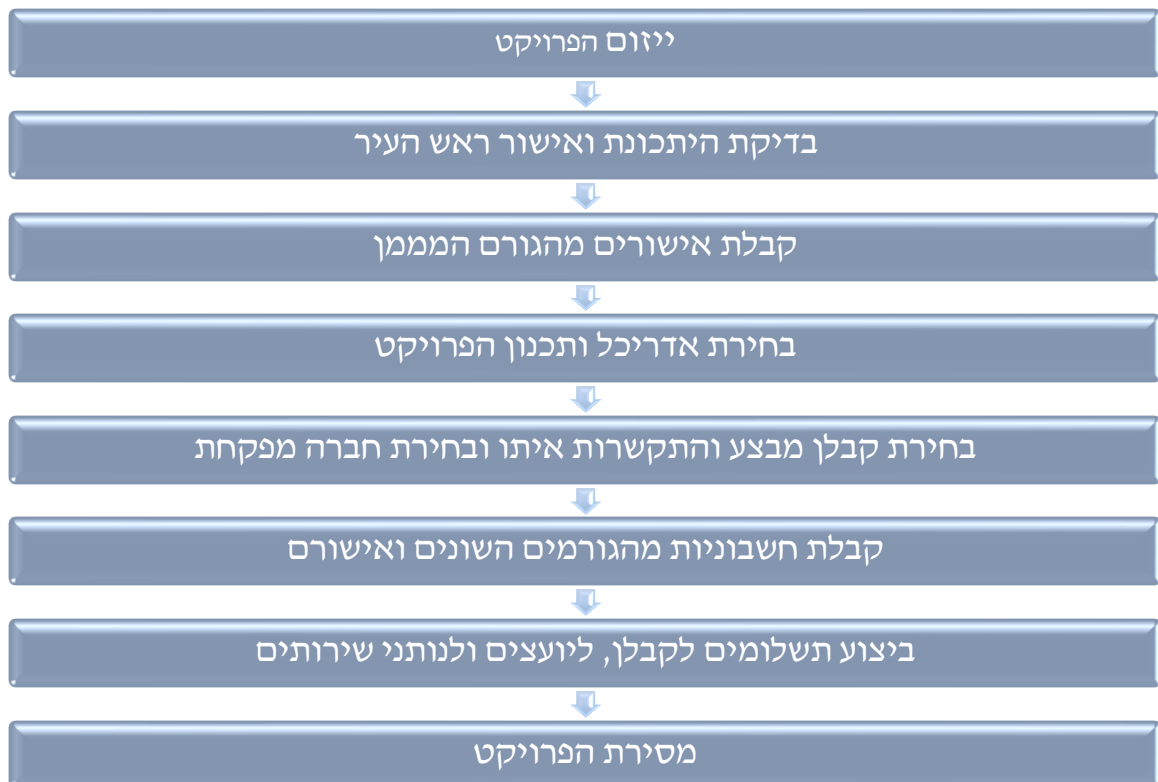 ייזום הפרויקט
בדיקת היתכונת ואישור ראש העיר
קבלת אישורים מהגורם המממן
בחירת אדריכל ותכנון הפרויקט
בחירת קבלן מבצע והתקשרות איתו ובחירת חברה מפקחת
קבלת חשבוניות מהגורמים השונים ואישורם
ביצוע תשלומים לקבלן, ליועצים ולנותני שירותים
מסירת הפרויקט